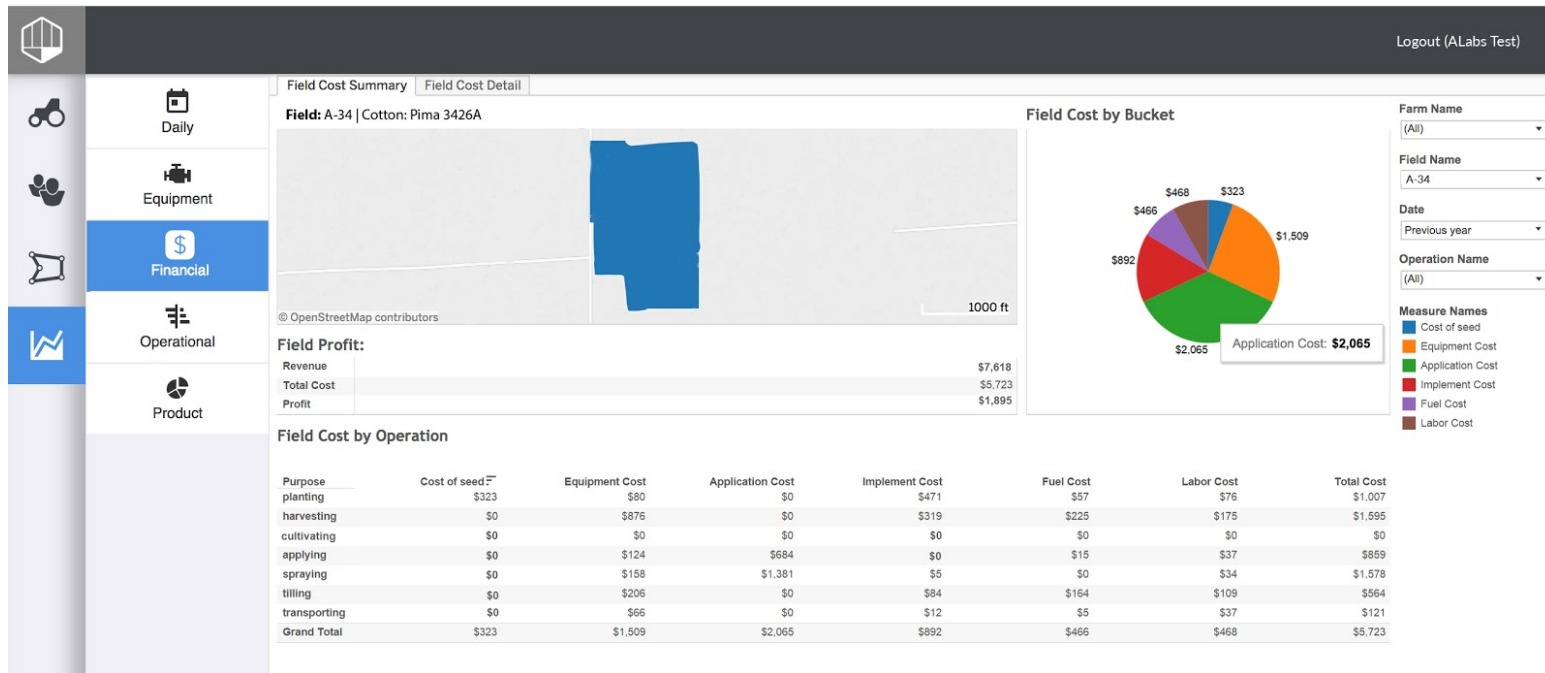 Logout (ALabs Test)
Daily
Equipment
$
Financial
Operational
Product
Field Cost Summary Field Cost Detail
Field: A-34 | Cotton: Pima 3426A
1000 ft
© OpenStreetMap contributors
Field Profit:
Revenue $7,618
Total Cost $5,723
Profit $1,895
Field Cost by Bucket
$468 $323
$466
$1,509
$892
$2,065
Application Cost: $2,065
Farm Name
(All)
Field Name
A-34
Date
Previous year
Operation Name
(All)
Measure Names
Cost of seed
Equipment Cost
Application Cost
Implement Cost
Fuel Cost
Labor Cost
Field Cost by Operation
Purpose Cost of seed Equipment Cost Application Cost Implement Cost Fuel Cost Labor Cost Total Cost
planting $323 $80 $0 $471 $57 $76 $1,007
harvesting $0 $876 $0 $319 $225 $175 $1,595
cultivating $0 $0 $0 $0 $0 $0 $0
applying $0 $124 $684 $0 $15 $37 $859
spraying $0 $158 $1,381 $5 $0 $34 $1,578
tilling $0 $206 $0 $84 $164 $109 $564
transporting $0 $66 $0 $12 $5 $37 $121
Grand Total $323 $1,509 $2,065 $892 $466 $468 $5,723